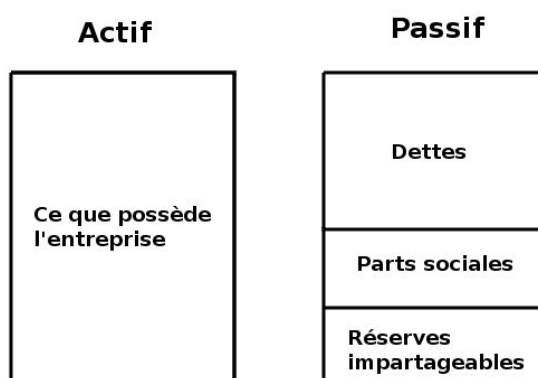 Actif
Passif
Ce que possède
l'entreprise
Dettes
Parts sociales
Réserves
impartageables